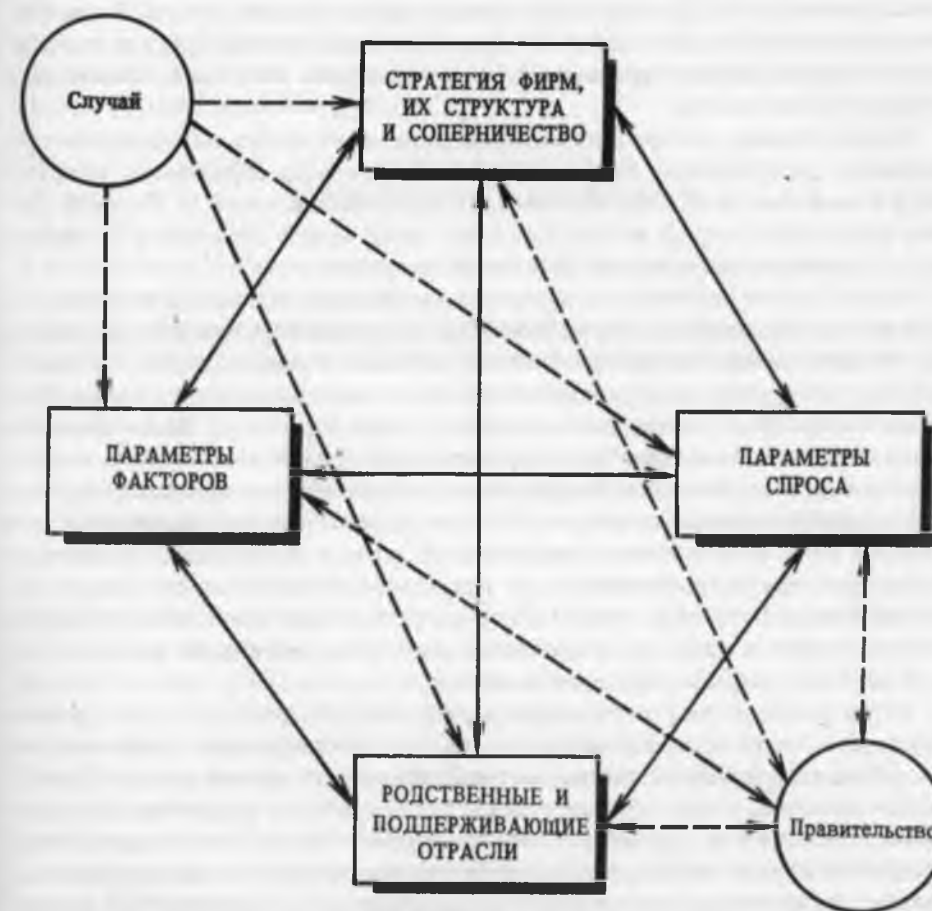 Случай
СТРАТЕГИЯ ФИРМ,
ИХ СТРУКТУРА
И СОПЕРНИЧЕСТВО
ПАРАМЕТРЫ
ФАКТОРОВ
ПАРАМЕТРЫ
СПРОСА
РОДСТВЕННЫЕ И
ПОДДЕРЖИВАЮЩИЕ
ОТРАСЛИ
Правительство